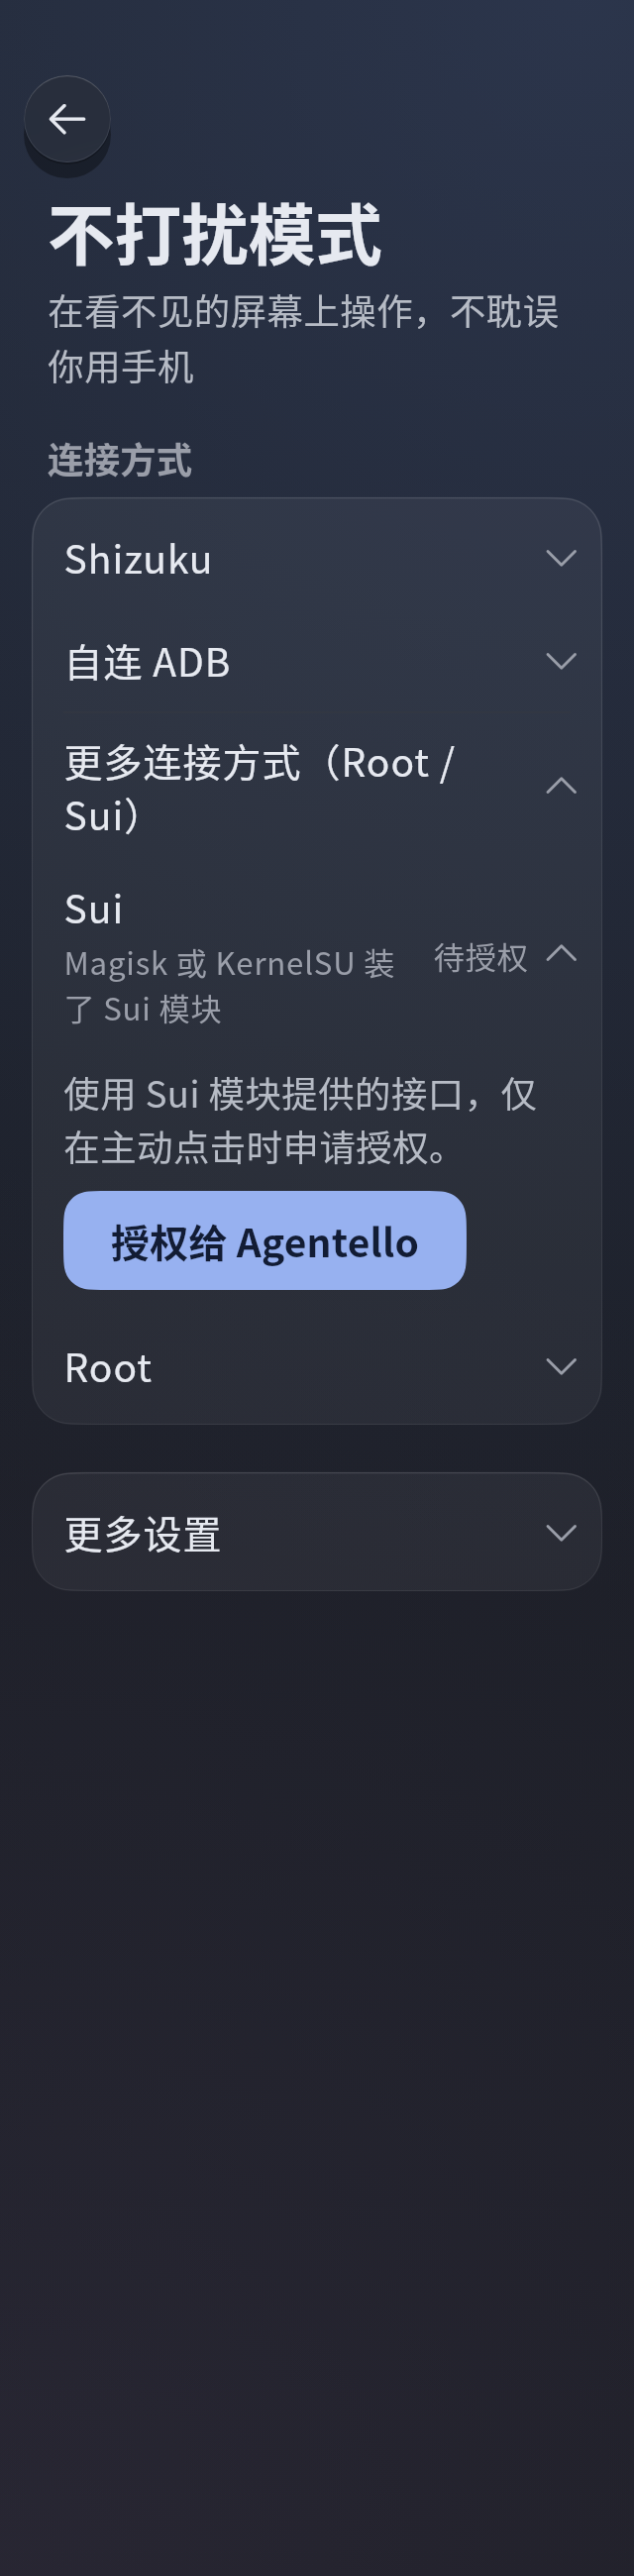 不打扰模式
在看不见的屏幕上操作，不耽误
你用手机
连接方式
Shizuku
自连 ADB
更多连接方式（Root /
Sui）
Sui
Magisk 或 KernelSU 装
了 Sui 模块
待授权
使用 Sui 模块提供的接口，仅
在主动点击时申请授权。
授权给 Agentello
Root
更多设置